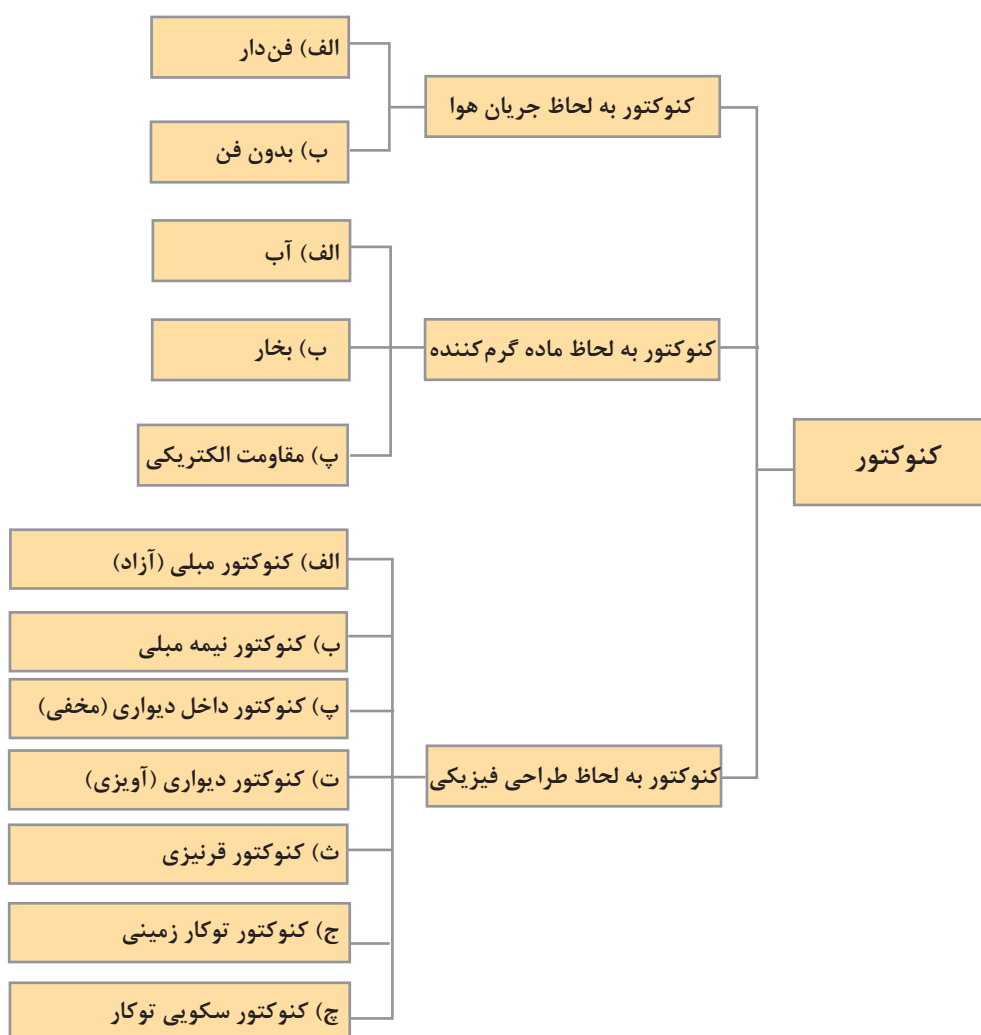 کنوکتور
کنوکتور به لحاظ جریان هوا
الف) فن‌دار
ب) بدون فن
کنوکتور به لحاظ ماده گرم‌کننده
الف) آب
ب) بخار
پ) مقاومت الکتریکی
کنوکتور به لحاظ طراحی فیزیکی
الف) کنوکتور مبلی (آزاد)
ب) کنوکتور نیمه مبلی
پ) کنوکتور داخل دیواری (مخفی)
ت) کنوکتور دیواری (آویزی)
ث) کنوکتور قرنیزی
ج) کنوکتور توکار زمینی
چ) کنوکتور سکویی توکار